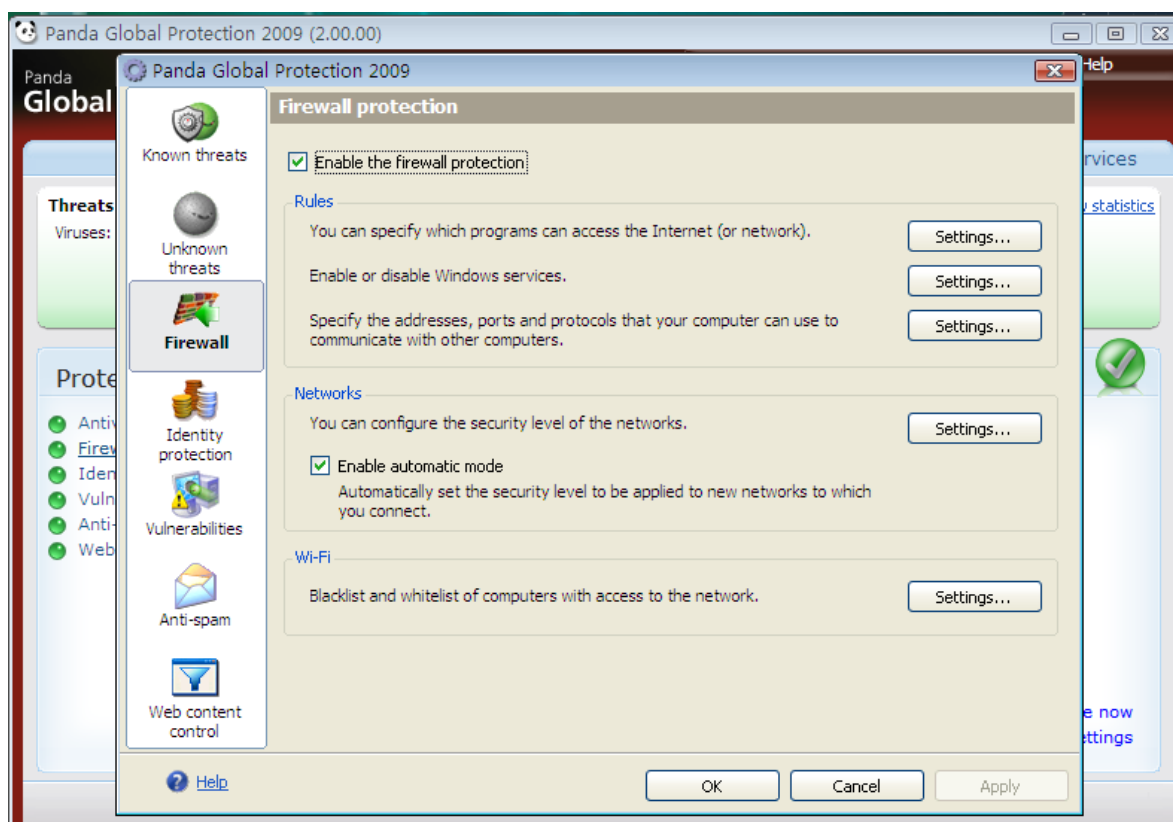 Panda Global Protection 2009 (2.00.00)
Panda
Global
Help
rvices
Threats
Viruses:
statistics
Prote
Antiv
Firew
Iden
Vuln
Anti-
Web
e now
ettings
Panda Global Protection 2009
Known threats
Unknown
threats
Firewall
Identity
protection
Vulnerabilities
Anti-spam
Web content
control
Firewall protection
Enable the firewall protection
Rules
You can specify which programs can access the Internet (or network).
Settings...
Enable or disable Windows services.
Settings...
Specify the addresses, ports and protocols that your computer can use to
communicate with other computers.
Settings...
Networks
You can configure the security level of the networks.
Settings...
Enable automatic mode
Automatically set the security level to be applied to new networks to which
you connect.
Wi-Fi
Blacklist and whitelist of computers with access to the network.
Settings...
Help
OK
Cancel
Apply